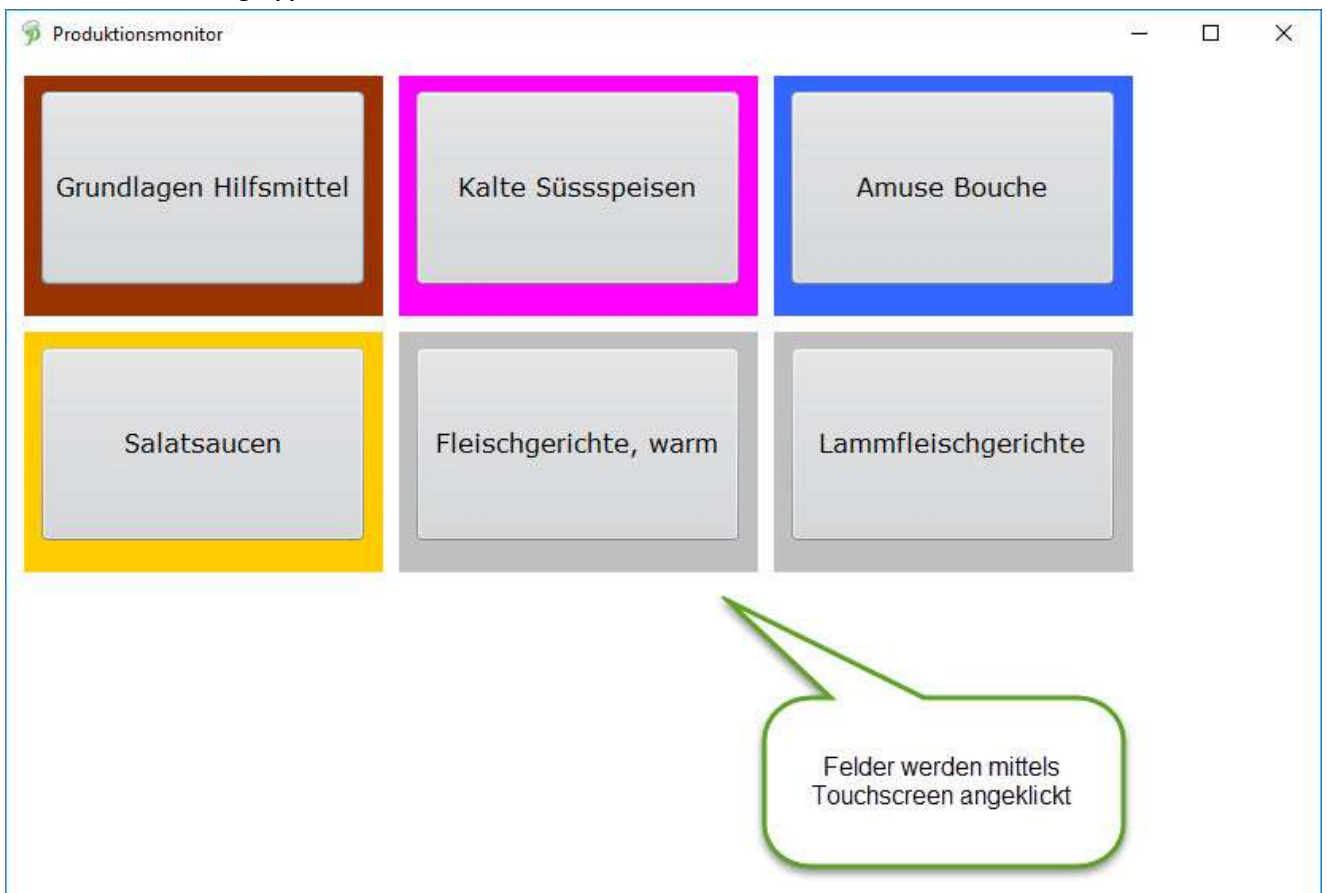 Produktionsmonitor
Grundlagen Hilfsmittel
Kalte Süssspeisen
Amuse Bouche
Salatsaucen
Fleischgerichte, warm
Lammfleischgerichte
Felder werden mittels
Touchscreen angeklickt